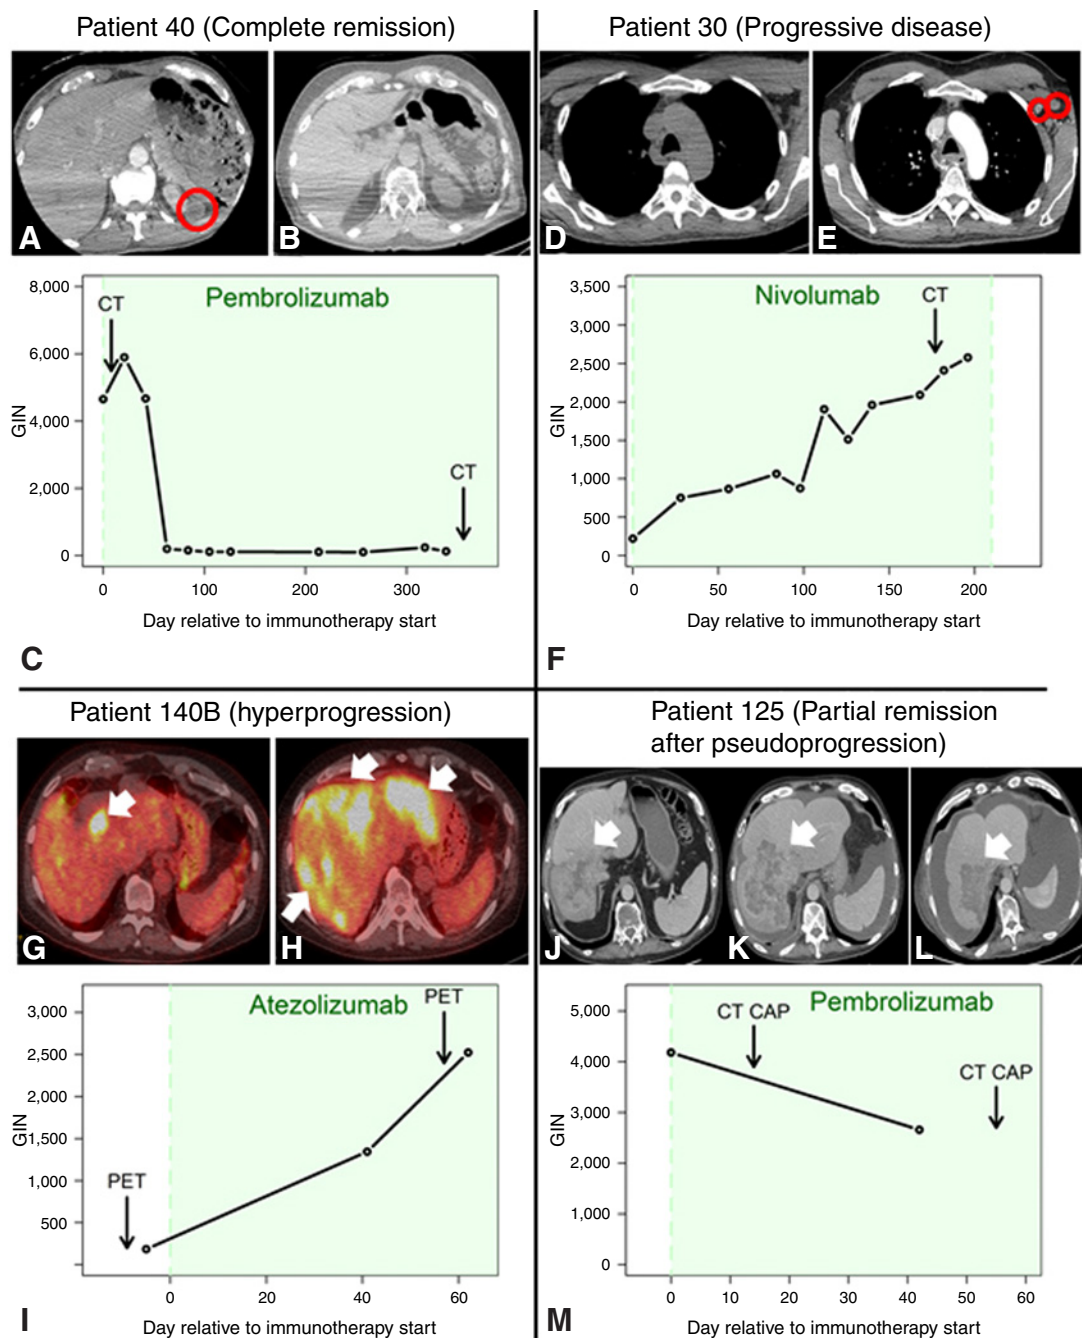 Patient 40 (Complete remission)
A
B
8,000
6,000
4,000
2,000
0
GIN
CT
Pembrolizumab
CT
0
100
200
300
Day relative to immunotherapy start
C
Patient 30 (Progressive disease)
D
E
3,500
3,000
2,500
2,000
1,500
1,000
500
0
GIN
Nivolumab
CT
0
50
100
150
200
Day relative to immunotherapy start
F
Patient 140B (hyperprogression)
G
H
3,000
2,500
2,000
1,500
1,000
500
GIN
PET
Atezolizumab
PET
0
20
40
60
Day relative to immunotherapy start
I
Patient 125 (Partial remission
after pseudoprogression)
J
K
L
5,000
4,000
3,000
2,000
1,000
0
GIN
CT CAP
Pembrolizumab
CT CAP
0
10
20
30
40
50
60
Day relative to immunotherapy start
M